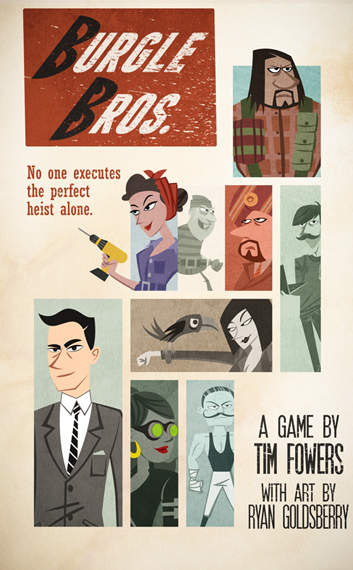 BURGLE
BROS.
No one executes
the perfect
heist alone.
A GAME BY
TIM FOWERS
WITH ART BY
RYAN GOLDSBERRY